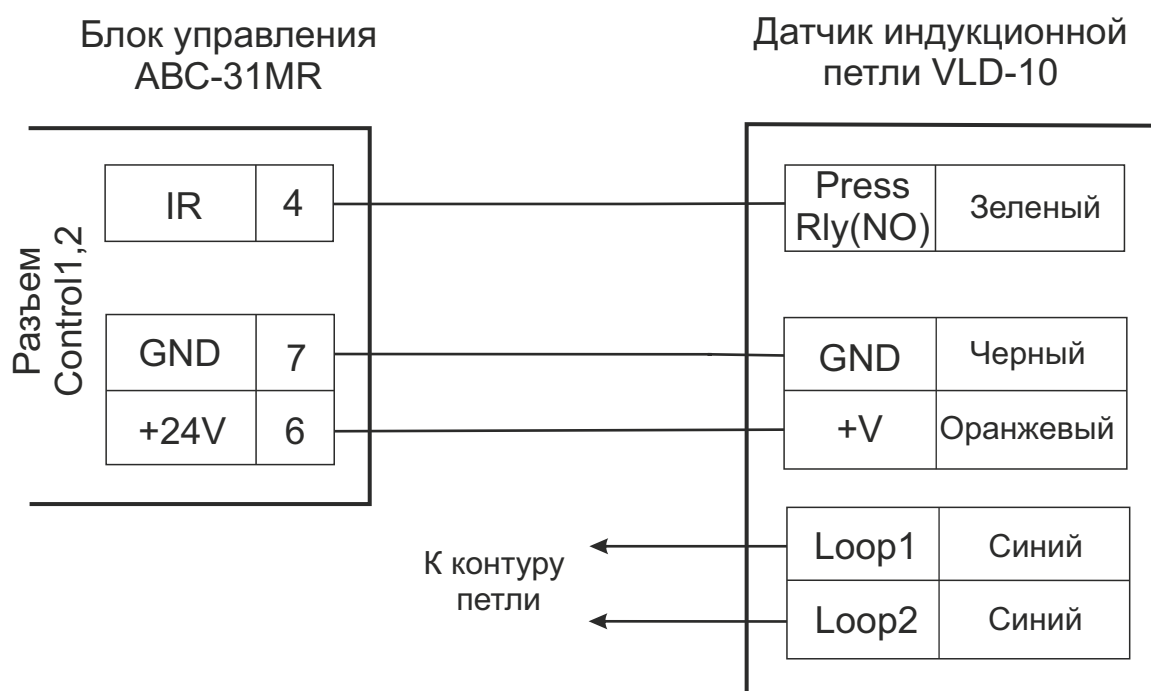 Блок управления
ABC-31MR
Датчик индукционной
петли VLD-10
Разъем
Control1,2
IR 4
Press
Rly(NO)
Зеленый
GND 7
GND Черный
+24V 6
+V Оранжевый
К контуру
петли
Loop1 Синий
Loop2 Синий